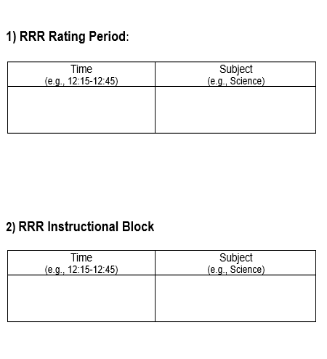 1) RRR Rating Period:
Time Subject
(e.g., 12:15-12:45) (e.g., Science)
2) RRR Instructional Block
Time Subject
(e.g., 12:15-12:45) (e.g., Science)